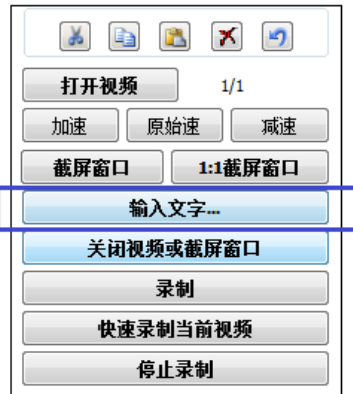 打开视频 1/1
加速 原始速 减速
截屏窗口 1:1截屏窗口
输入文字...
关闭视频或截屏窗口
录制
快速录制当前视频
停止录制